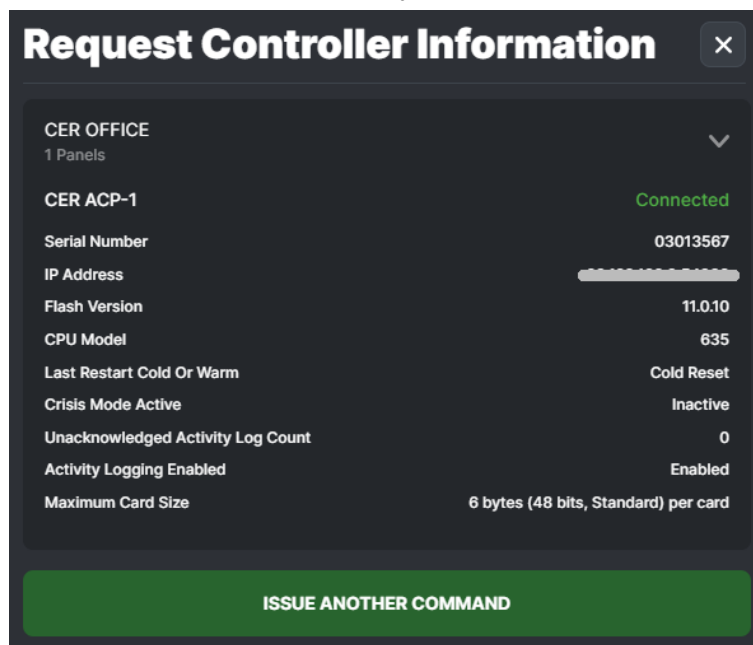 Request Controller Information
CER OFFICE
1 Panels
CER ACP-1 Connected
Serial Number 03013567
IP Address
Flash Version 11.0.10
CPU Model 635
Last Restart Cold Or Warm Cold Reset
Crisis Mode Active Inactive
Unacknowledged Activity Log Count 0
Activity Logging Enabled Enabled
Maximum Card Size 6 bytes (48 bits, Standard) per card
ISSUE ANOTHER COMMAND